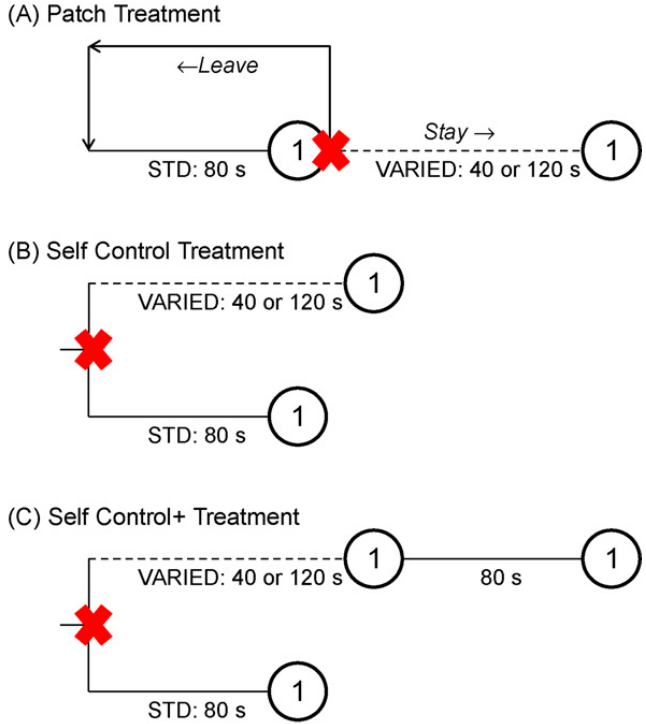 (A) Patch Treatment
←Leave
1
Stay →
1
STD: 80 s
VARIED: 40 or 120 s
(B) Self Control Treatment
1
VARIED: 40 or 120 s
1
STD: 80 s
(C) Self Control+ Treatment
1
1
VARIED: 40 or 120 s
80 s
1
STD: 80 s